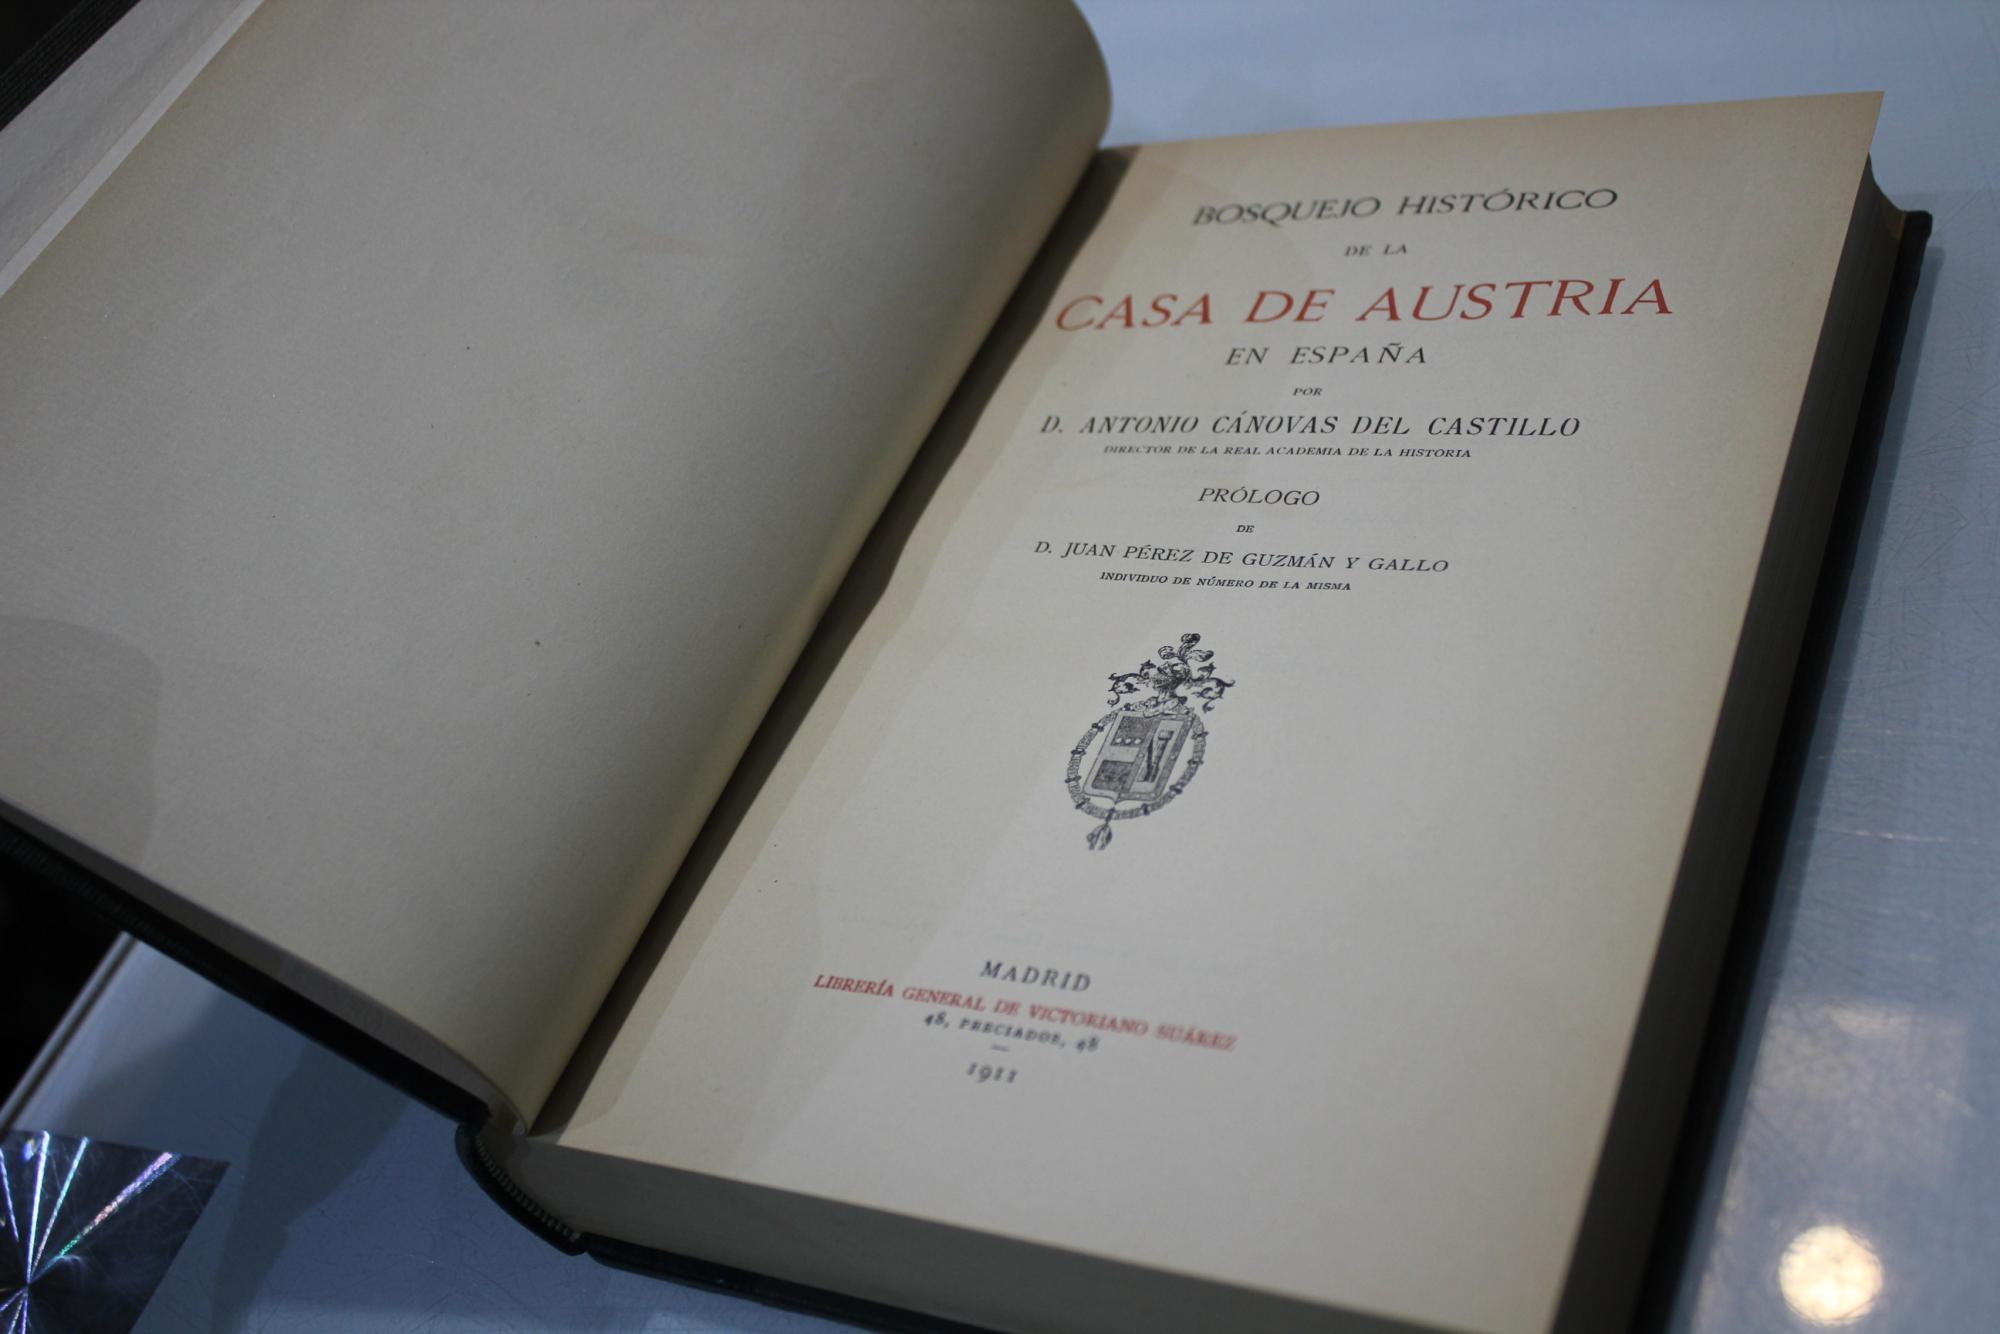 BOSQUEJO HISTÓRICO
DE LA
CASA DE AUSTRIA
EN ESPAÑA
POR
D. ANTONIO CÁNOVAS DEL CASTILLO
DIRECTOR DE LA REAL ACADEMIA DE LA HISTORIA
PRÓLOGO
DE
D. JUAN PÉREZ DE GUZMÁN Y GALLO
INDIVIDUO DE NÚMERO DE LA MISMA
MADRID
LIBRERÍA GENERAL DE VICTORIANO SUÁREZ
48, PRECIADOS, 48
1911